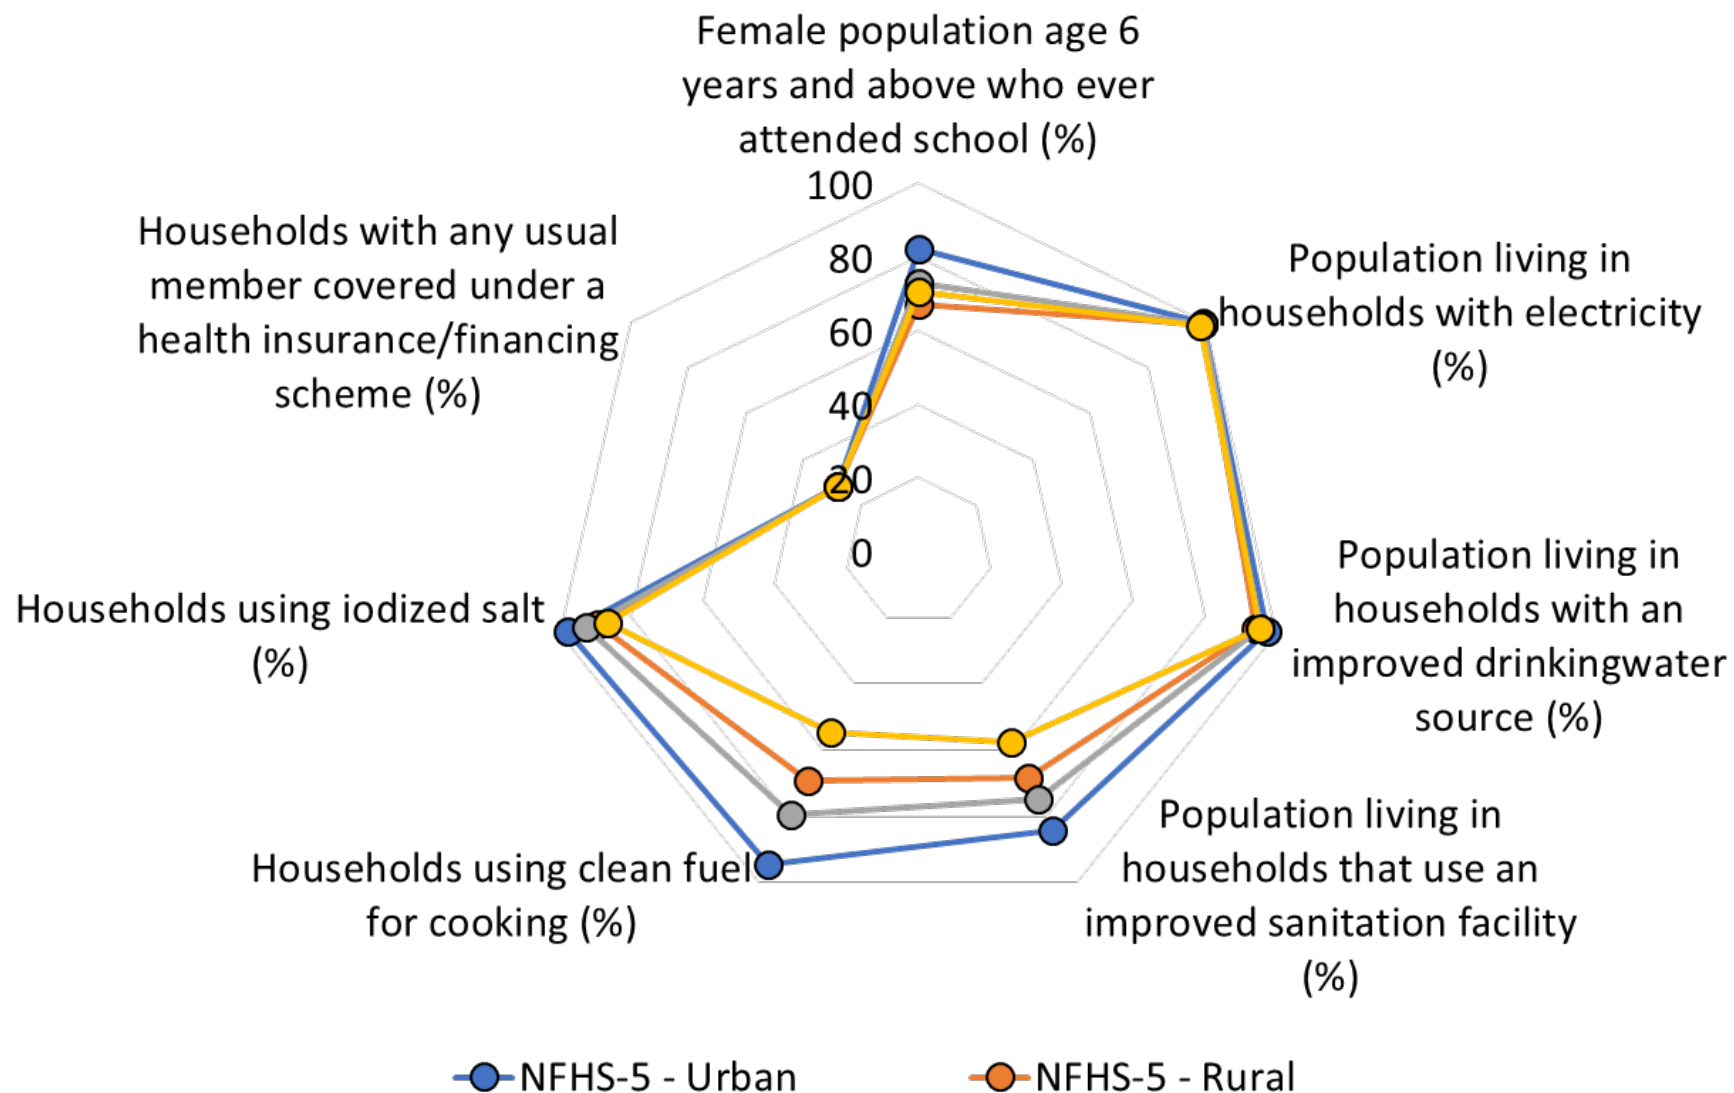 Female population age 6
years and above who ever
attended school (%)
100
80
60
40
20
0
Population living in
households with electricity
(%)
Population living in
households with an
improved drinkingwater
source (%)
Population living in
households that use an
improved sanitation facility
(%)
Households using clean fuel
for cooking (%)
Households using iodized salt
(%)
Households with any usual
member covered under a
health insurance/financing
scheme (%)
NFHS-5 - Urban
NFHS-5 - Rural